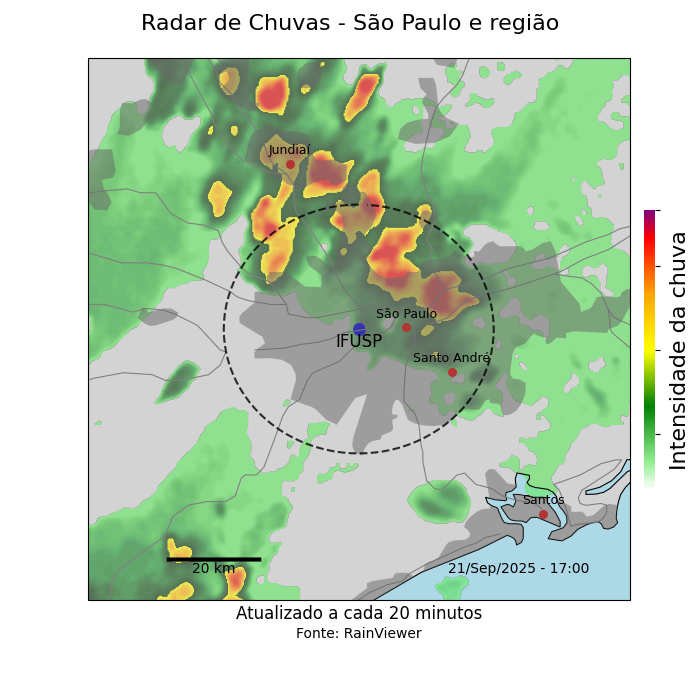 Radar de Chuvas - São Paulo e região
Jundiaí
São Paulo
IFUSP
Santo André
Santos
20 km
21/Sep/2025 - 17:00
Intensidade da chuva
Atualizado a cada 20 minutos
Fonte: RainViewer